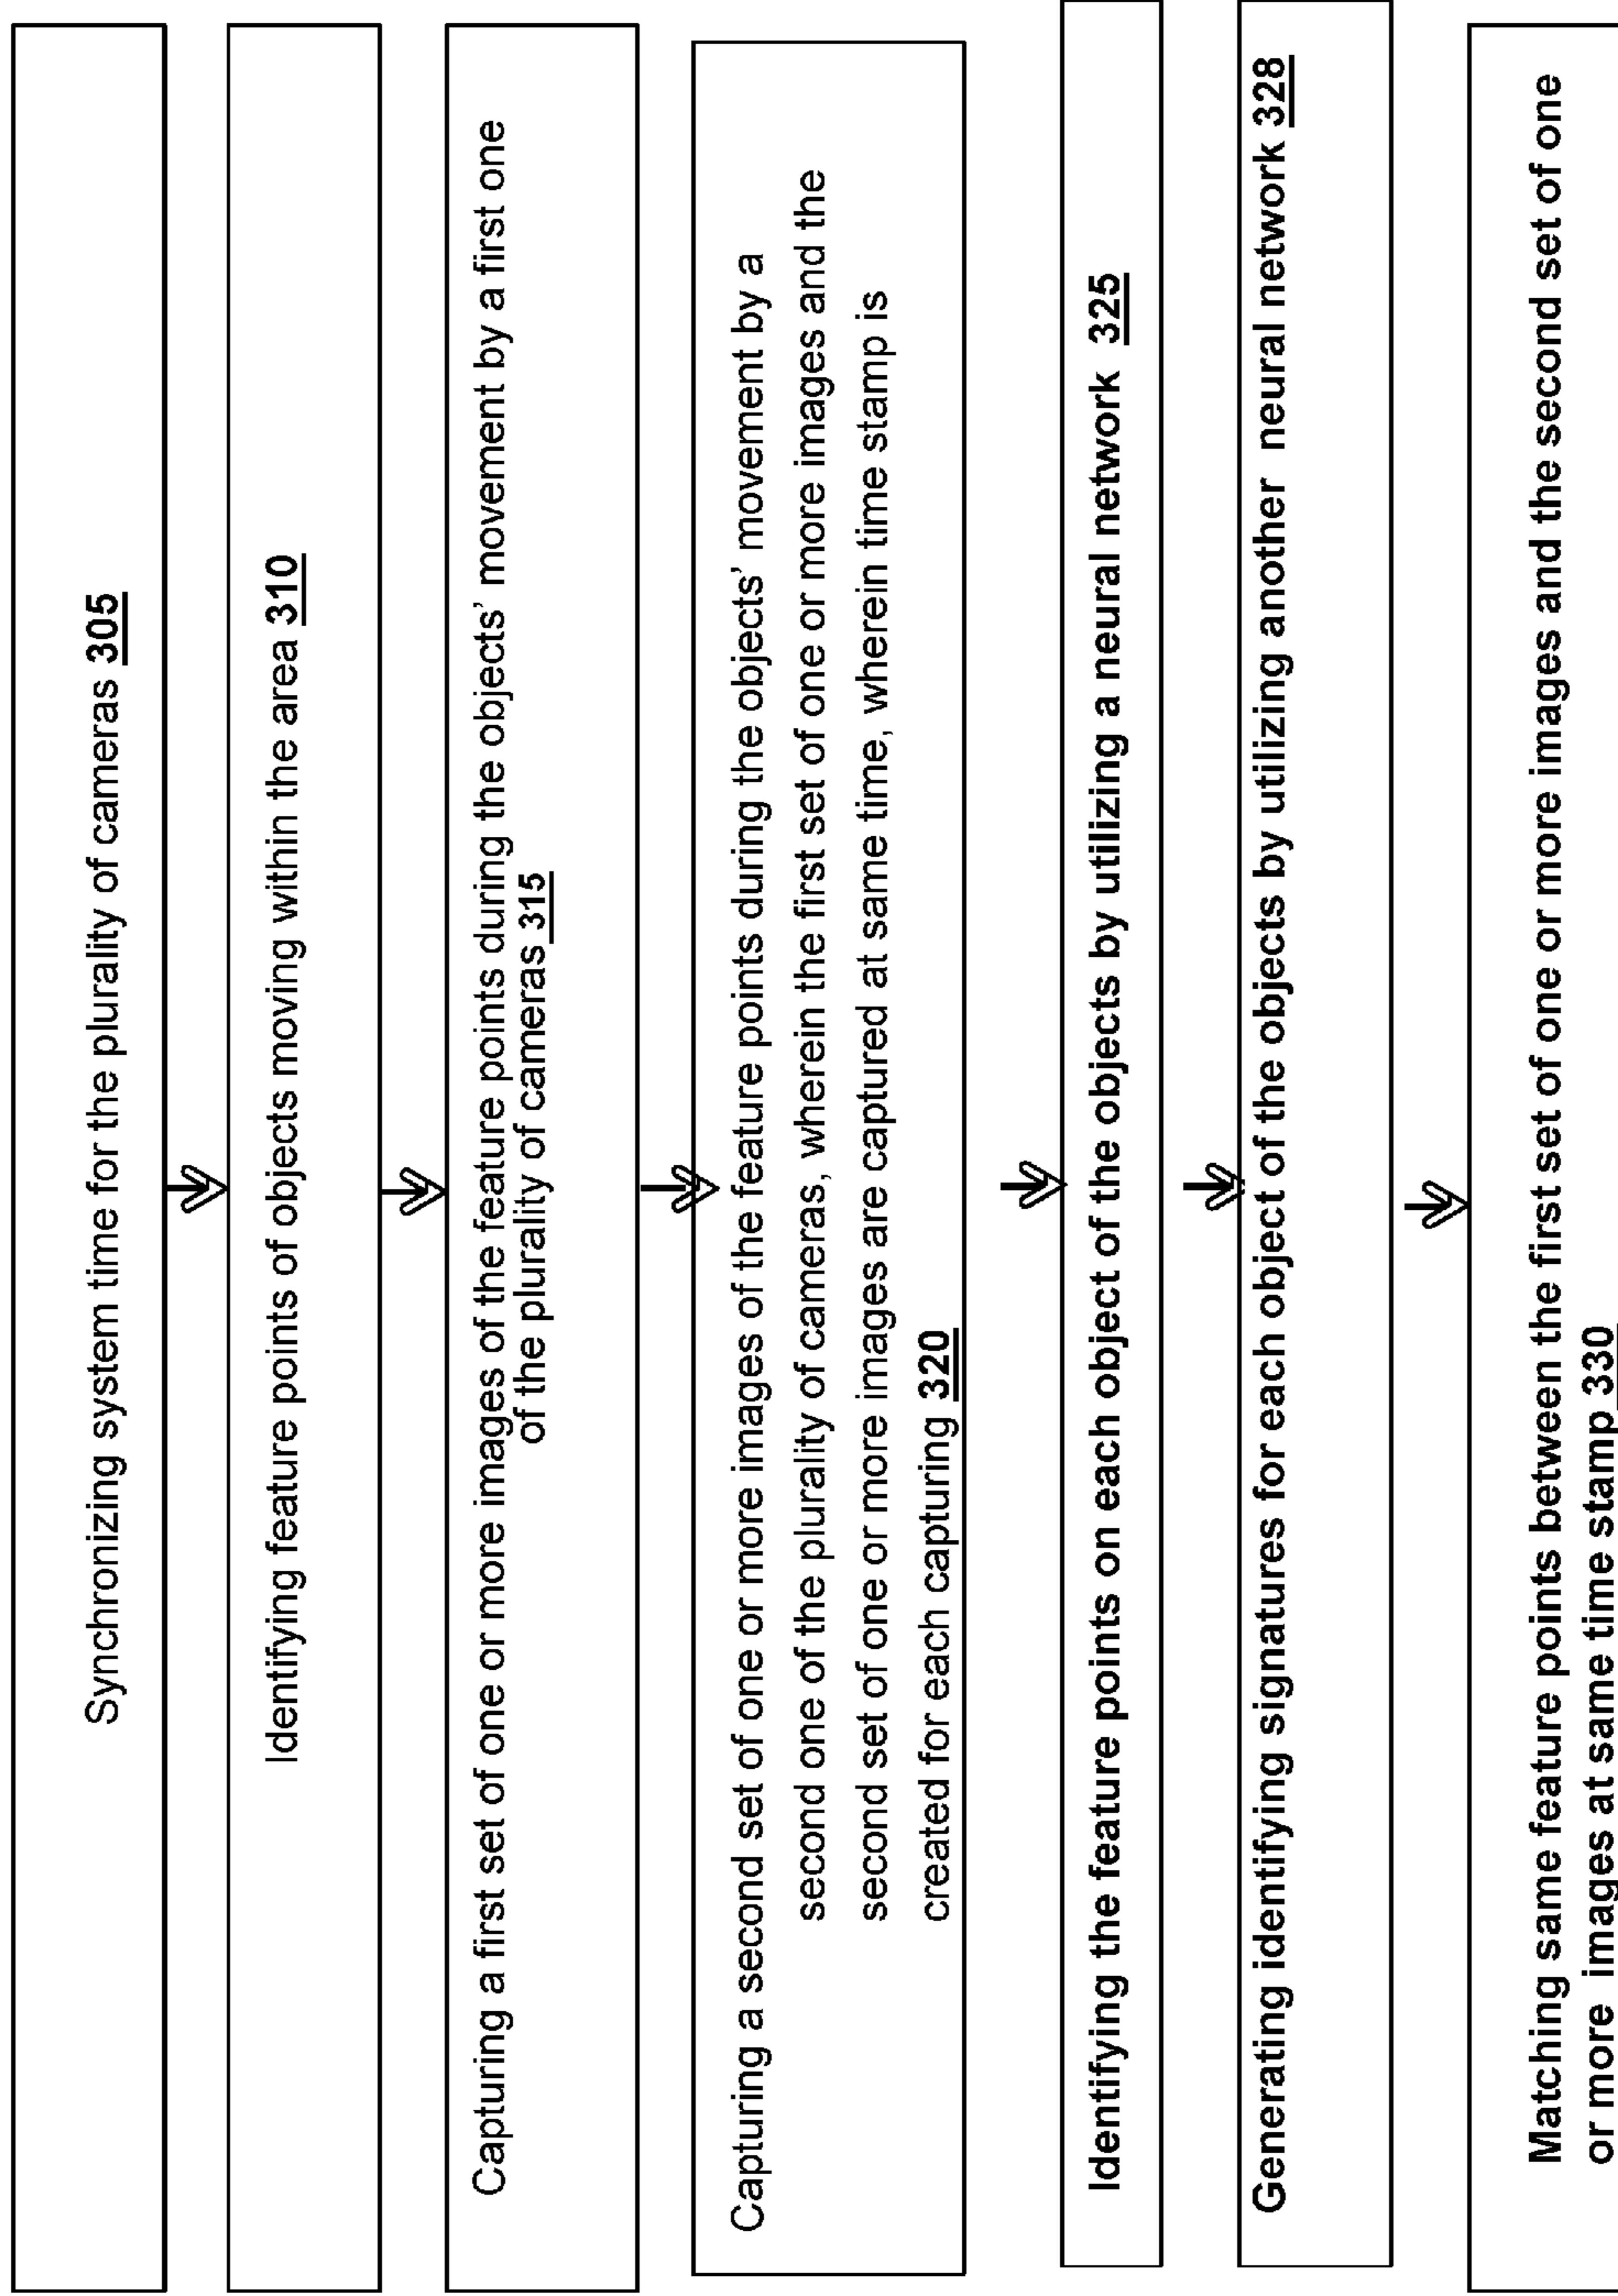 Synchronizing system time for the plurality of cameras 305
Identifying feature points of objects moving within the area 310
Capturing a first set of one or more images of the feature points during the objects' movement by a first one
of the plurality of cameras 315
Capturing a second set of one or more images of the feature points during the objects' movement by a
second one of the plurality of cameras, wherein the first set of one or more images and the
second set of one or more images are captured at same time, wherein time stamp is
created for each capturing 320
Identifying the feature points on each object of the objects by utilizing a neural network 325
Generating identifying signatures for each object of the objects by utilizing another neural network 328
Matching same feature points between the first set of one or more images and the second set of one
or more images at same time stamp 330